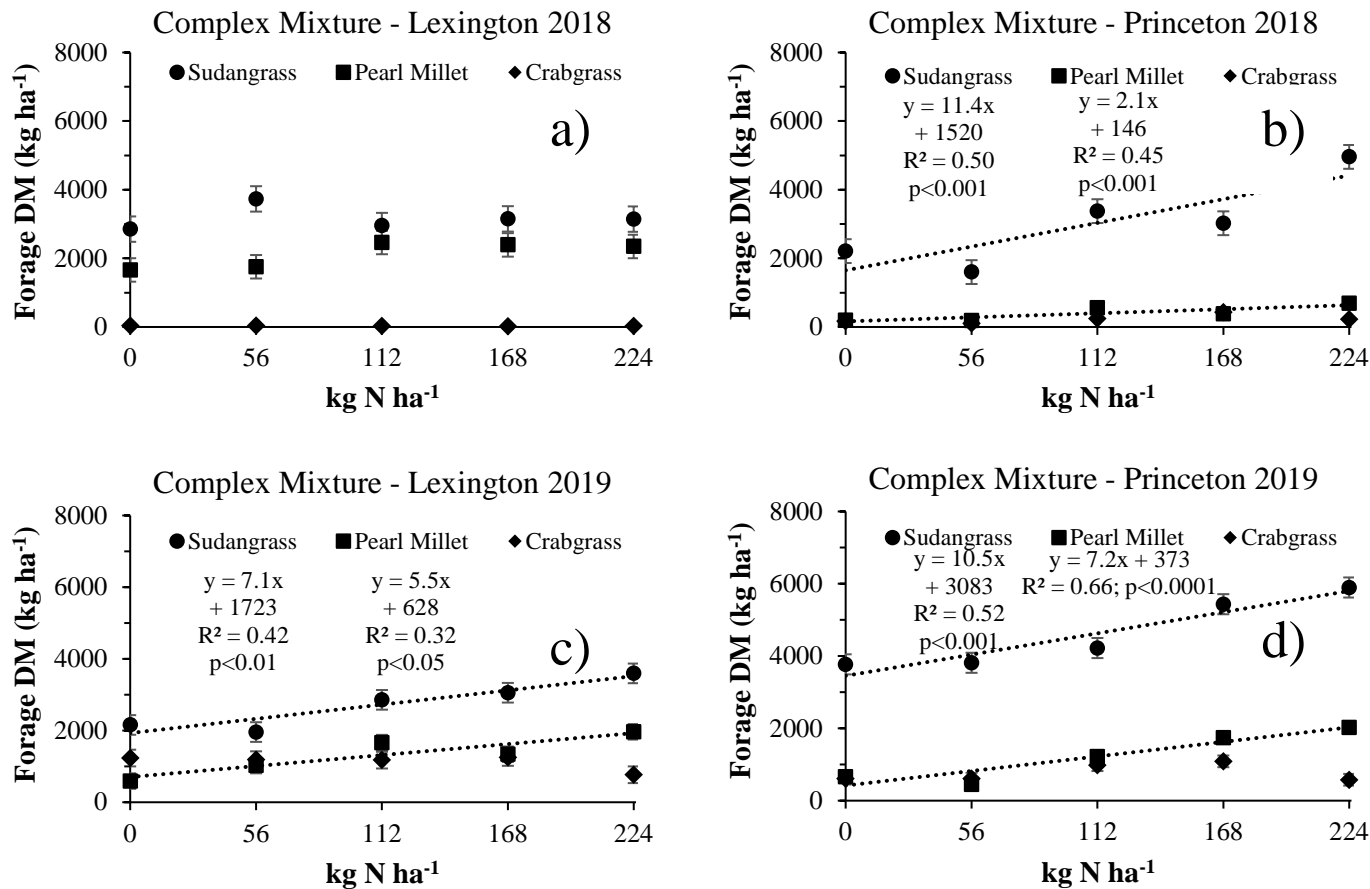 Complex Mixture - Lexington 2018
Forage DM (kg ha⁻¹)
8000
6000
4000
2000
0
Sudangrass Pearl Millet Crabgrass
a)
0 56 112 168 224
kg N ha⁻¹
Complex Mixture - Princeton 2018
Forage DM (kg ha⁻¹)
8000
6000
4000
2000
0
Sudangrass Pearl Millet Crabgrass
y = 11.4x
+ 1520
R² = 0.50
p<0.001
y = 2.1x
+ 146
R² = 0.45
p<0.001
b)
0 56 112 168 224
kg N ha⁻¹
Complex Mixture - Lexington 2019
Forage DM (kg ha⁻¹)
8000
6000
4000
2000
0
Sudangrass Pearl Millet Crabgrass
y = 7.1x
+ 1723
R² = 0.42
p<0.01
y = 5.5x
+ 628
R² = 0.32
p<0.05
c)
0 56 112 168 224
kg N ha⁻¹
Complex Mixture - Princeton 2019
Forage DM (kg ha⁻¹)
8000
6000
4000
2000
0
Sudangrass Pearl Millet Crabgrass
y = 10.5x
+ 3083
R² = 0.52
p<0.001
y = 7.2x + 373
R² = 0.66; p<0.0001
d)
0 56 112 168 224
kg N ha⁻¹